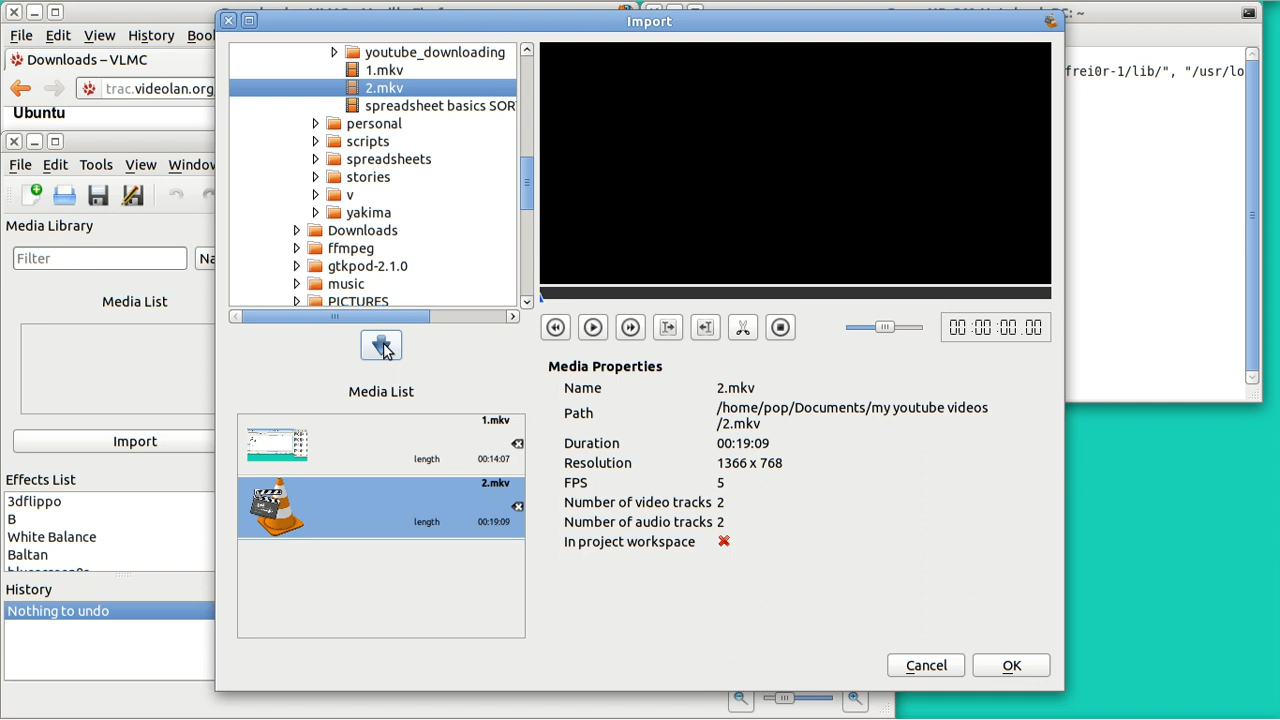 Import
PC: ~
File Edit View History Boo
Downloads – VLMC
trac.videolan.org
Ubuntu
frei0r-1/lib/", "/usr/lo
File Edit Tools View Window
Media Library
Filter
Na
Media List
Import
Effects List
3dflippo
B
White Balance
Baltan
bluescreen0r
History
Nothing to undo
youtube_downloading
1.mkv
2.mkv
spreadsheet basics SOR
personal
scripts
spreadsheets
stories
v
yakima
Downloads
ffmpeg
gtkpod-2.1.0
music
PICTURES
Media List
1.mkv
length 00:14:07
2.mkv
length 00:19:09
00:00:00.00
Media Properties
Name 2.mkv
Path /home/pop/Documents/my youtube videos
/2.mkv
Duration 00:19:09
Resolution 1366 x 768
FPS 5
Number of video tracks 2
Number of audio tracks 2
In project workspace
Cancel OK